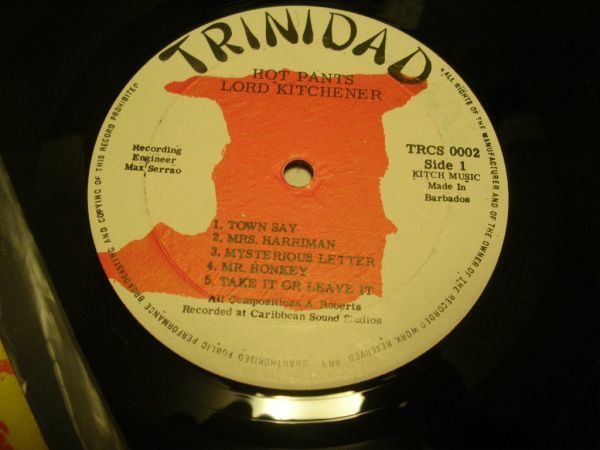 TRINIDAD
HOT PANTS
LORD KITCHENER
Recording
Engineer
Max Serrao
TRCS 0002
Side 1
KITCH MUSIC
Made In
Barbados
1. TOWN SAY
2. MRS. HARRIMAN
3. MYSTERIOUS LETTER
4. MR. HONKEY
5. TAKE IT OR LEAVE IT
All Compositions A. Roberts
Recorded at Caribbean Sound Studios
ALL RIGHTS OF THE MANUFACTURER AND OF THE OWNER OF THE RECORDED WORK RESERVED ANY UNAUTHORISED PUBLIC PERFORMANCE BROADCASTING AND COPYING OF THIS RECORD PROHIBITED